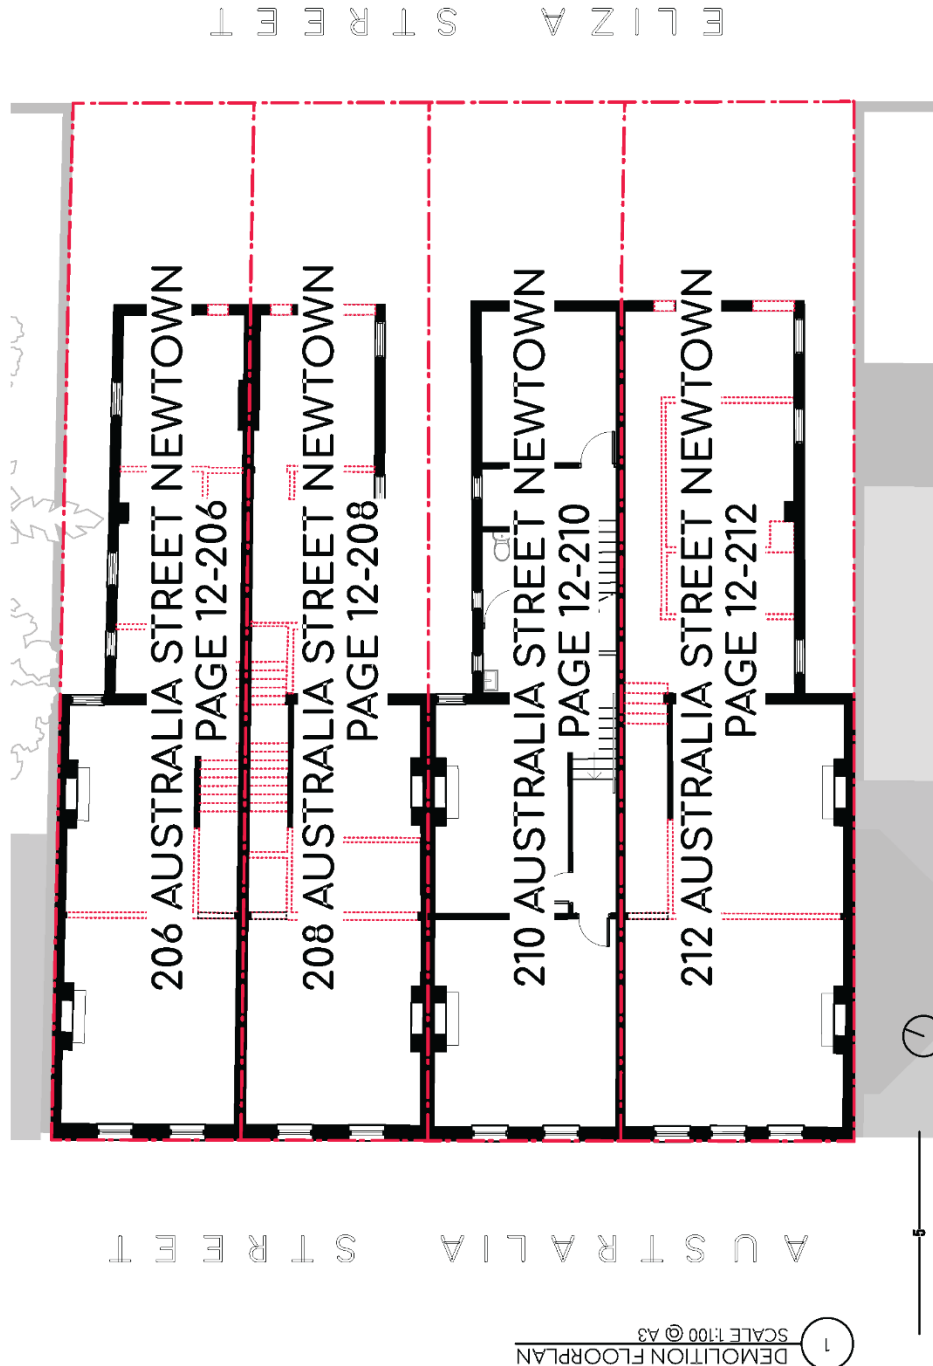 ELIZA STREET
206 AUSTRALIA STREET NEWTOWN
PAGE 12-206
208 AUSTRALIA STREET NEWTOWN
PAGE 12-208
210 AUSTRALIA STREET NEWTOWN
PAGE 12-210
212 AUSTRALIA STREET NEWTOWN
PAGE 12-212
AUSTRALIA STREET
5
1
DEMOLITION FLOORPLAN
SCALE 1:100 @ A3